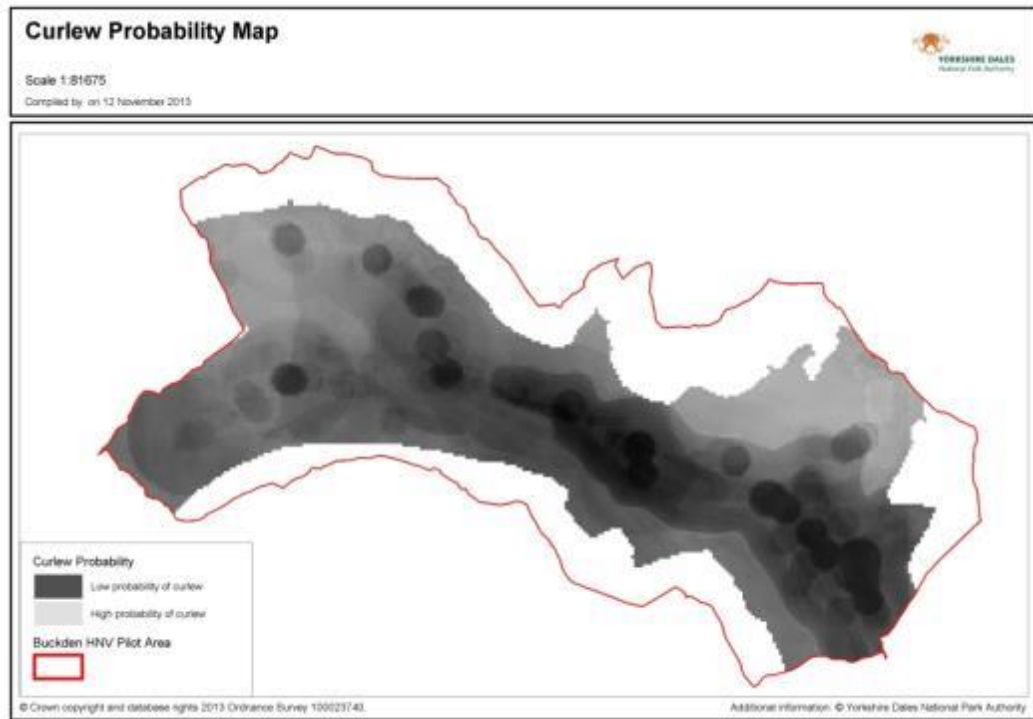 Curlew Probability Map
Scale 1:81675
Compiled by on 12 November 2013
YORKSHIRE DALES
National Park Authority
Curlew Probability
Low probability of curlew
High probability of curlew
Buckden HNV Pilot Area
© Crown copyright and database rights 2013 Ordnance Survey 100023740.
Additional information: © Yorkshire Dales National Park Authority